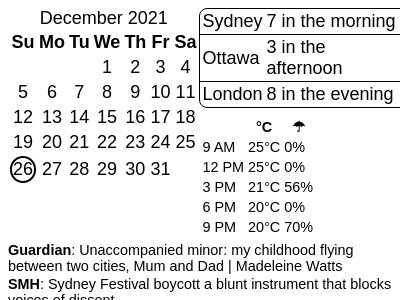 December 2021
Su Mo Tu We Th Fr Sa
1 2 3 4
5 6 7 8 9 10 11
12 13 14 15 16 17 18
19 20 21 22 23 24 25
26 27 28 29 30 31
Sydney 7 in the morning
Ottawa 3 in the
afternoon
London 8 in the evening
°C ☂
9 AM 25°C 0%
12 PM 25°C 0%
3 PM 21°C 56%
6 PM 20°C 0%
9 PM 20°C 70%
Guardian: Unaccompanied minor: my childhood flying
between two cities, Mum and Dad | Madeleine Watts
SMH: Sydney Festival boycott a blunt instrument that blocks
voices of dissent